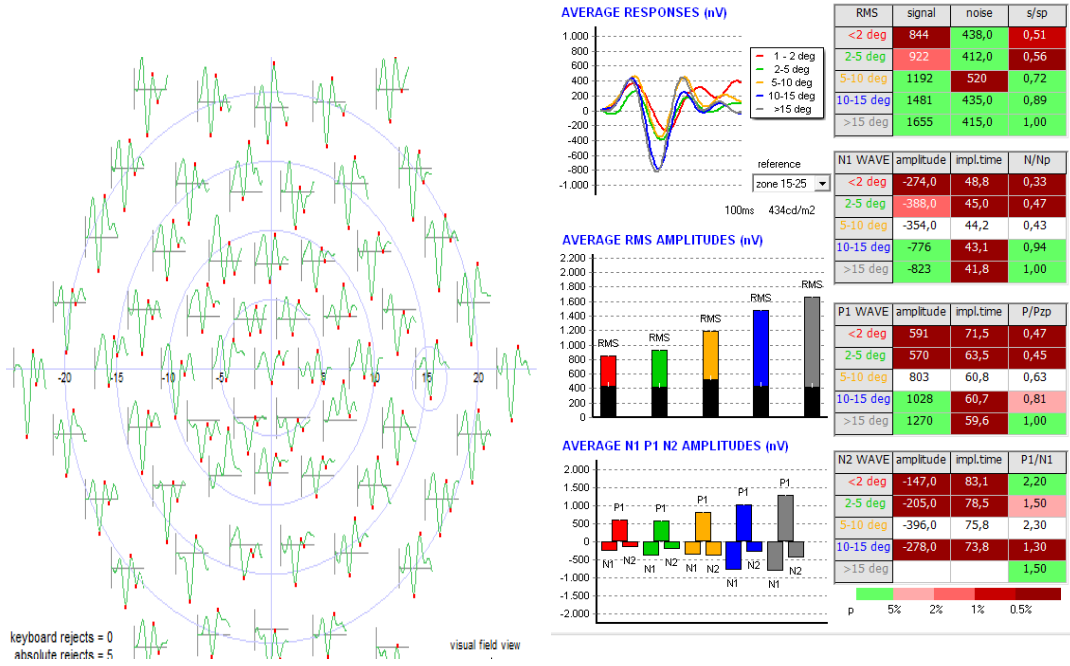 AVERAGE RESPONSES (nV)
1.000
800
600
400
200
0
-200
-400
-600
-800
-1.000
1 - 2 deg
2-5 deg
5-10 deg
10-15 deg
>15 deg
reference
zone 15-25
100ms 434cd/m2
AVERAGE RMS AMPLITUDES (nV)
2.200
2.000
1.800
1.600
1.400
1.200
1.000
800
600
400
200
0
RMS RMS RMS RMS RMS
AVERAGE N1 P1 N2 AMPLITUDES (nV)
2.000
1.500
1.000
500
0
-500
-1.000
-1.500
-2.000
P1 P1 P1 P1 P1
N1 N2 N1 N2 N1 N2 N1 N2 N1 N2
RMS signal noise s/sp
<2 deg 844 438,0 0,51
2-5 deg 922 412,0 0,56
5-10 deg 1192 520 0,72
10-15 deg 1481 435,0 0,89
>15 deg 1655 415,0 1,00
N1 WAVE amplitude impl.time N/Np
<2 deg -274,0 48,8 0,33
2-5 deg -388,0 45,0 0,47
5-10 deg -354,0 44,2 0,43
10-15 deg -776 43,1 0,94
>15 deg -823 41,8 1,00
P1 WAVE amplitude impl.time P/Pzp
<2 deg 591 71,5 0,47
2-5 deg 570 63,5 0,45
5-10 deg 803 60,8 0,63
10-15 deg 1028 60,7 0,81
>15 deg 1270 59,6 1,00
N2 WAVE amplitude impl.time P1/N1
<2 deg -147,0 83,1 2,20
2-5 deg -205,0 78,5 1,50
5-10 deg -396,0 75,8 2,30
10-15 deg -278,0 73,8 1,30
>15 deg 1,50
p 5% 2% 1% 0.5%
-20 -15 -10 -5 0 5 10 15 20
keyboard rejects = 0
absolute rejects = 5
visual field view